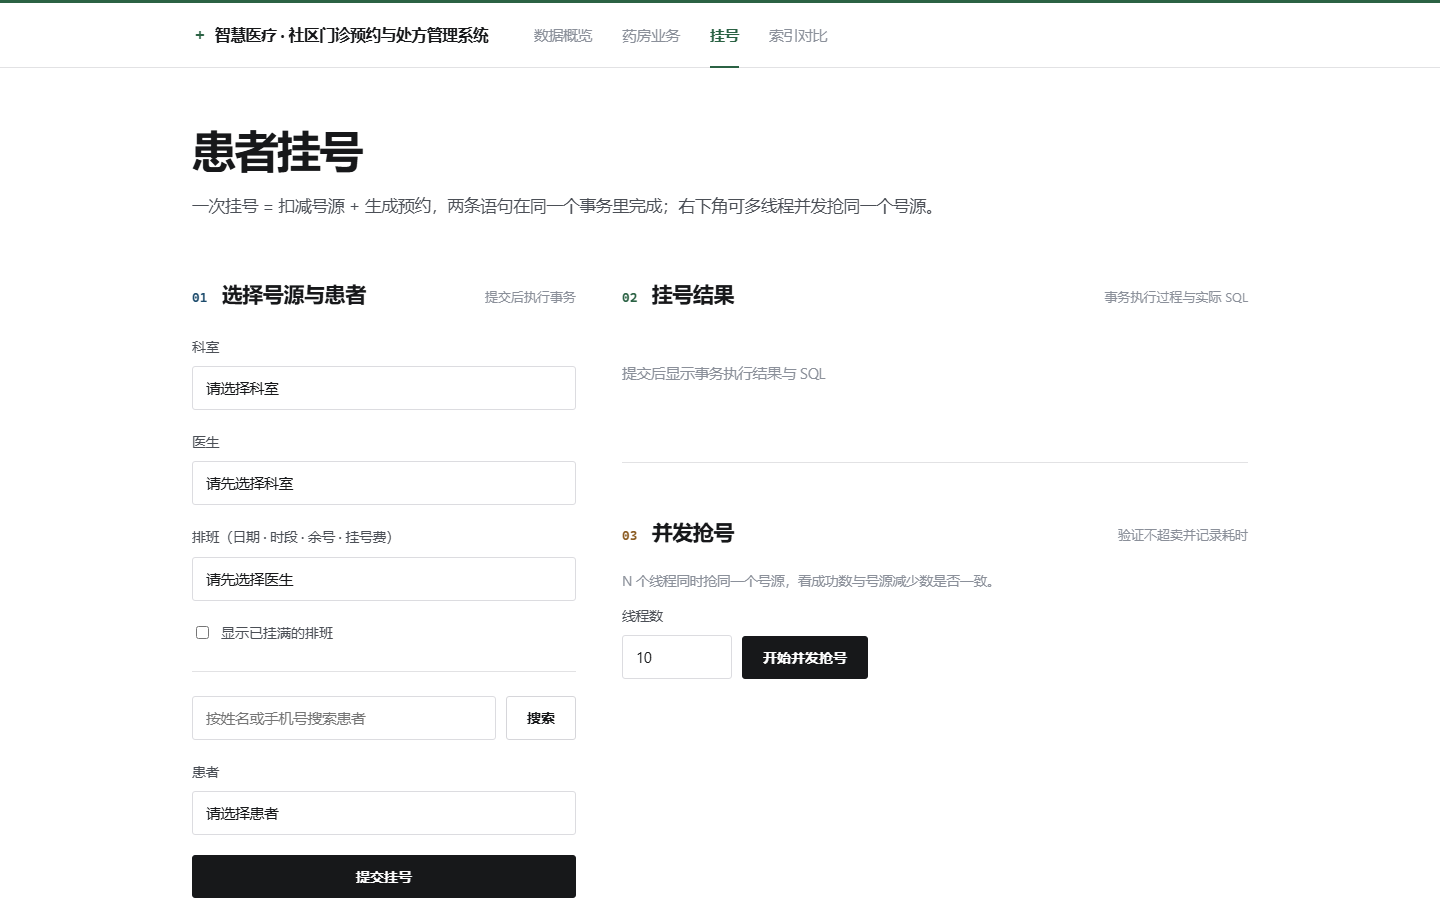 + 智慧医疗 · 社区门诊预约与处方管理系统 数据概览 药房业务 挂号 索引对比
患者挂号
一次挂号 = 扣减号源 + 生成预约，两条语句在同一个事务里完成；右下角可多线程并发抢同一个号源。
01 选择号源与患者 提交后执行事务
科室
请选择科室
医生
请先选择科室
排班（日期 · 时段 · 余号 · 挂号费）
请先选择医生
显示已挂满的排班
按姓名或手机号搜索患者 搜索
患者
请选择患者
提交挂号
02 挂号结果 事务执行过程与实际 SQL
提交后显示事务执行结果与 SQL
03 并发抢号 验证不超卖并记录耗时
N 个线程同时抢同一个号源，看成功数与号源减少数是否一致。
线程数
10 开始并发抢号